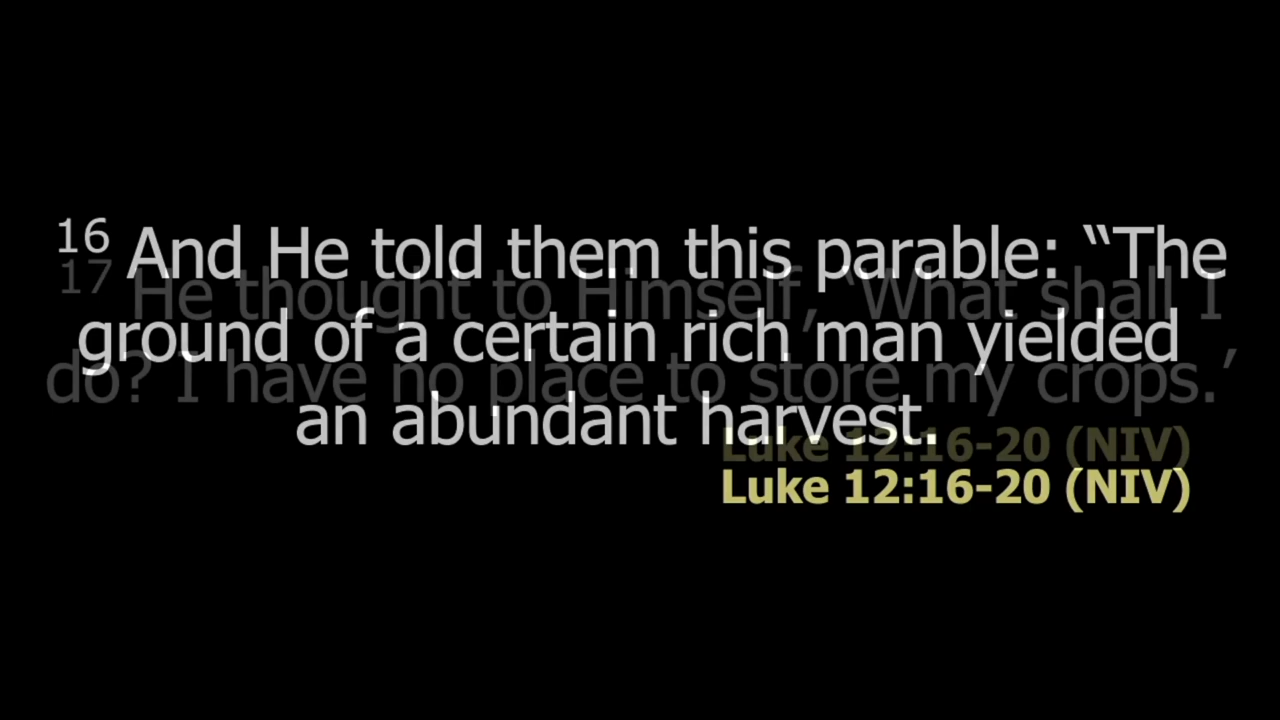 16 And He told them this parable: “The
ground of a certain rich man yielded
an abundant harvest.
Luke 12:16-20 (NIV)
17 He thought to Himself, ‘What shall I
do? I have no place to store my crops.’
Luke 12:16-20 (NIV)